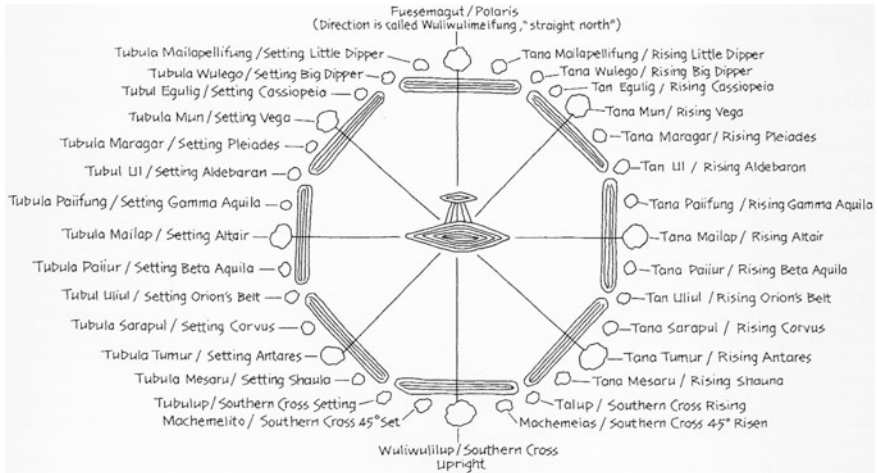 Fuesemagut / Polaris
(Direction is called Wuliwulimeifung, "straight north")
Tubula Mailapellifung / Setting Little Dipper
Tana Mailapellifung / Rising Little Dipper
Tubula Wulego / Setting Big Dipper
Tana Wulego / Rising Big Dipper
Tubul Egulig / Setting Cassiopeia
Tan Egulig / Rising Cassiopeia
Tubula Mun / Setting Vega
Tana Mun / Rising Vega
Tubula Maragar / Setting Pleiades
Tana Maragar / Rising Pleiades
Tubul Ul / Setting Aldebaran
Tan Ul / Rising Aldebaran
Tubula Paiifung / Setting Gamma Aquila
Tana Paiifung / Rising Gamma Aquila
Tubula Mailap / Setting Altair
Tana Mailap / Rising Altair
Tubula Paiiur / Setting Beta Aquila
Tana Paiiur / Rising Beta Aquila
Tubul Uliul / Setting Orion's Belt
Tan Uliul / Rising Orion's Belt
Tubula Sarapul / Setting Corvus
Tana Sarapul / Rising Corvus
Tubula Tumur / Setting Antares
Tana Tumur / Rising Antares
Tubula Mesaru / Setting Shaula
Tana Mesaru / Rising Shauna
Tubulup / Southern Cross Setting
Talup / Southern Cross Rising
Machemelito / Southern Cross 45° Set
Machemeias / Southern Cross 45° Risen
Wuliwulilup / Southern Cross
Upright